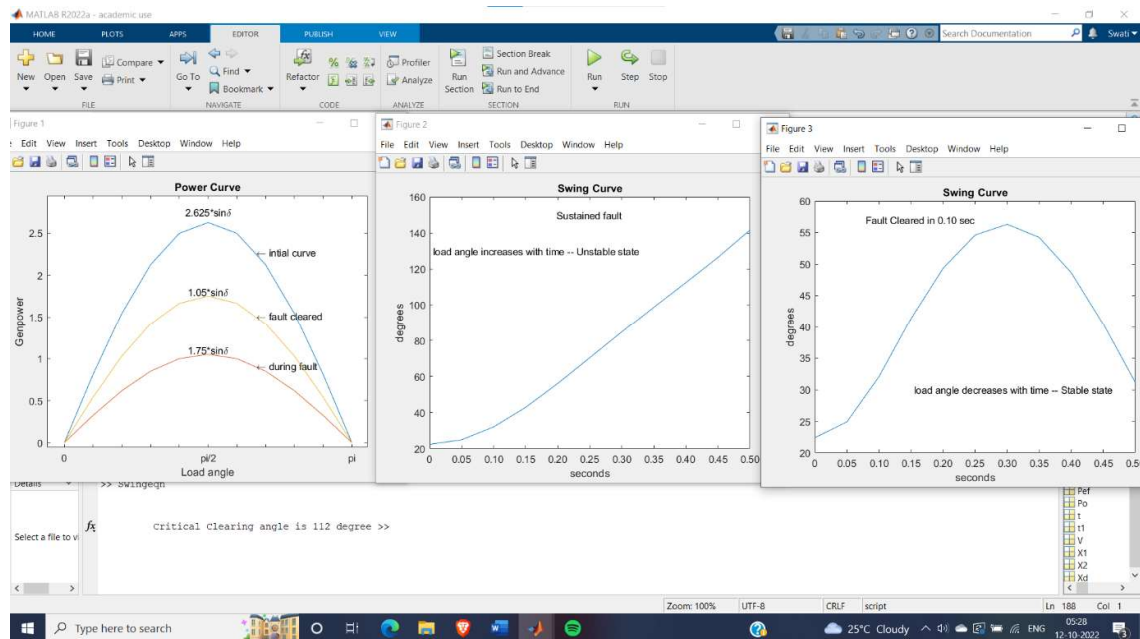 MATLAB R2022a - academic use
HOME PLOTS APPS EDITOR PUBLISH VIEW
Search Documentation
Swati
New Open Save
Compare
Print
FILE
Go To
Find
Bookmark
NAVIGATE
Refactor
CODE
Profiler
Analyze
ANALYZE
Run Section
Section Break
Run and Advance
Run to End
SECTION
Run Step Stop
RUN
Figure 1
Edit View Insert Tools Desktop Window Help
Power Curve
2.625*sinδ
← intial curve
1.05*sinδ
← fault cleared
1.75*sinδ
← during fault
2.5
2
1.5
1
0.5
0
Genpower
0 pi/2 pi
Load angle
Figure 2
File Edit View Insert Tools Desktop Window Help
Swing Curve
Sustained fault
load angle increases with time -- Unstable state
160
140
120
100
80
60
40
20
degrees
0 0.05 0.10 0.15 0.20 0.25 0.30 0.35 0.40 0.45 0.50
seconds
Figure 3
File Edit View Insert Tools Desktop Window Help
Swing Curve
Fault Cleared in 0.10 sec
load angle decreases with time -- Stable state
60
55
50
45
40
35
30
25
20
degrees
0 0.05 0.10 0.15 0.20 0.25 0.30 0.35 0.40 0.45 0.5
seconds
Details
Select a file to vi
>> Swingeqn
fx
Critical Clearing angle is 112 degree >>
Pef
Po
t
t1
V
X1
X2
Xd
Zoom: 100% UTF-8 CRLF script Ln 188 Col 1
Type here to search
25°C Cloudy
ENG
05:28
12-10-2022